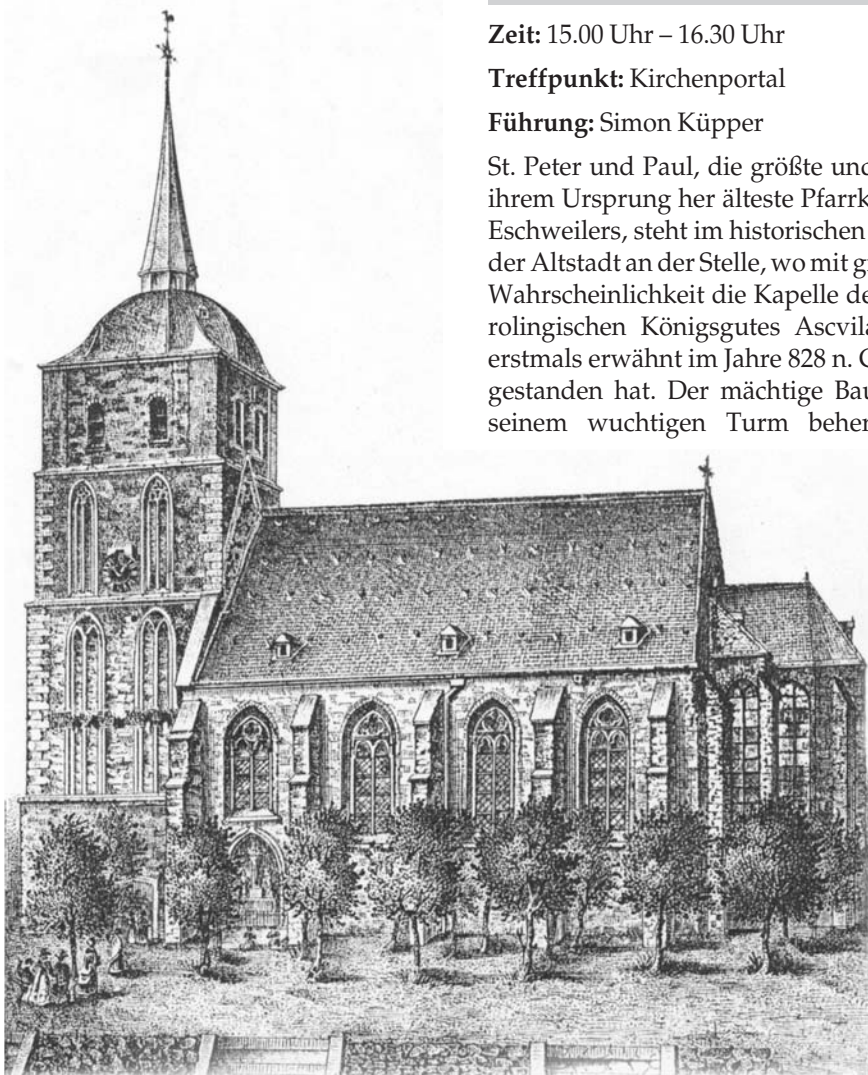 Zeit: 15.00 Uhr – 16.30 Uhr
Treffpunkt: Kirchenportal
Führung: Simon Küpper
St. Peter und Paul, die größte und
ihrem Ursprung her älteste Pfarrk
Eschweilers, steht im historischen
der Altstadt an der Stelle, wo mit g
Wahrscheinlichkeit die Kapelle de
rolingischen Königsgutes Ascvila
erstmals erwähnt im Jahre 828 n. C
gestanden hat. Der mächtige Bau
seinem wuchtigen Turm beher